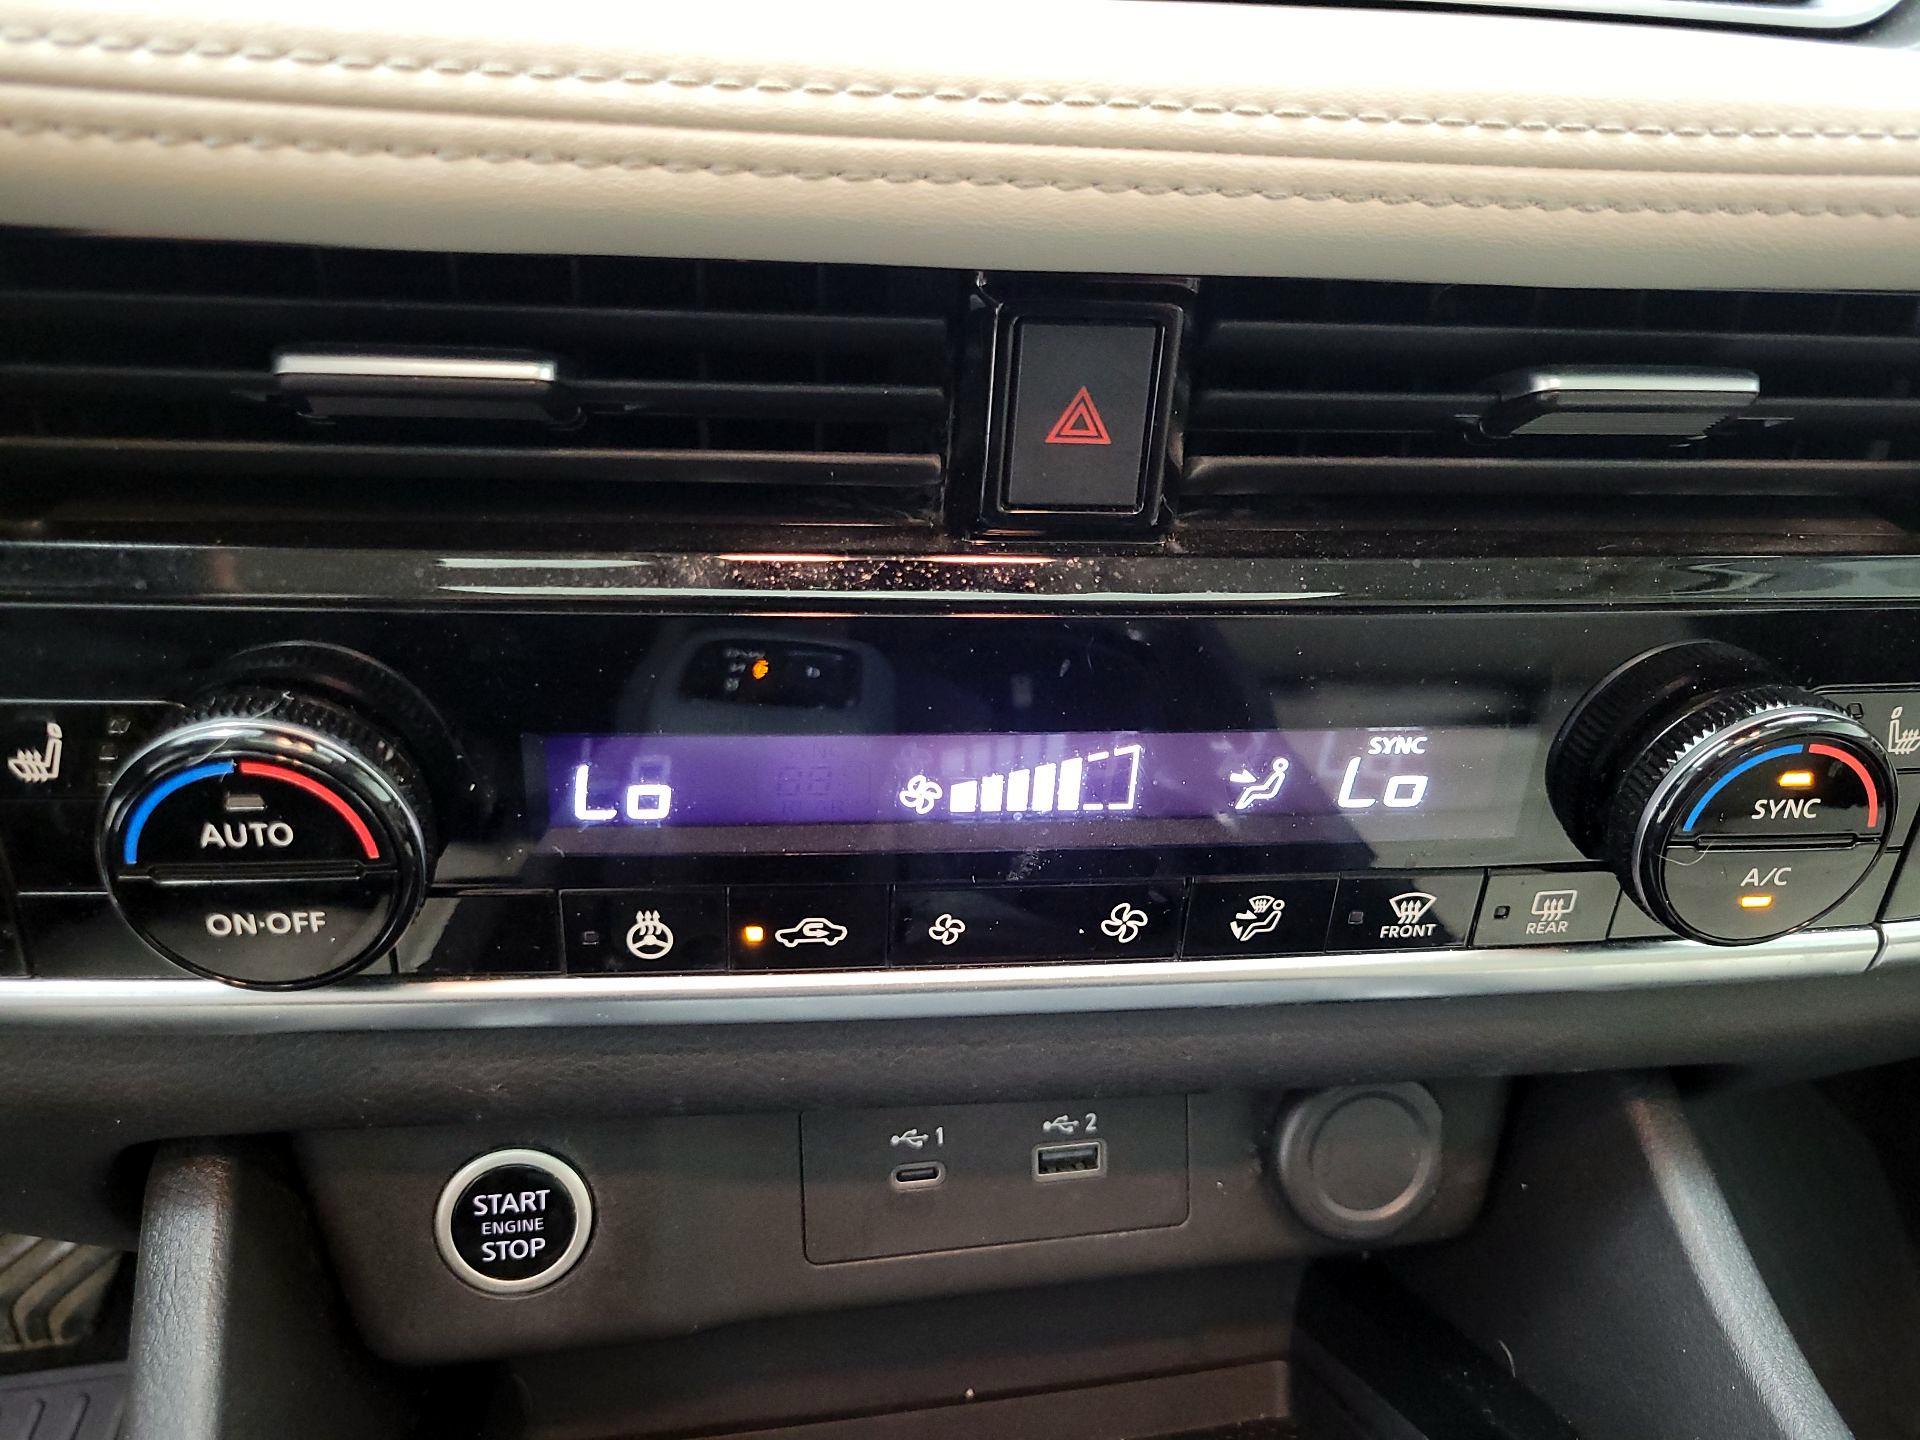 SYNC
Lo
Lo
AUTO
ON·OFF
SYNC
A/C
FRONT
REAR
1
2
START
ENGINE
STOP